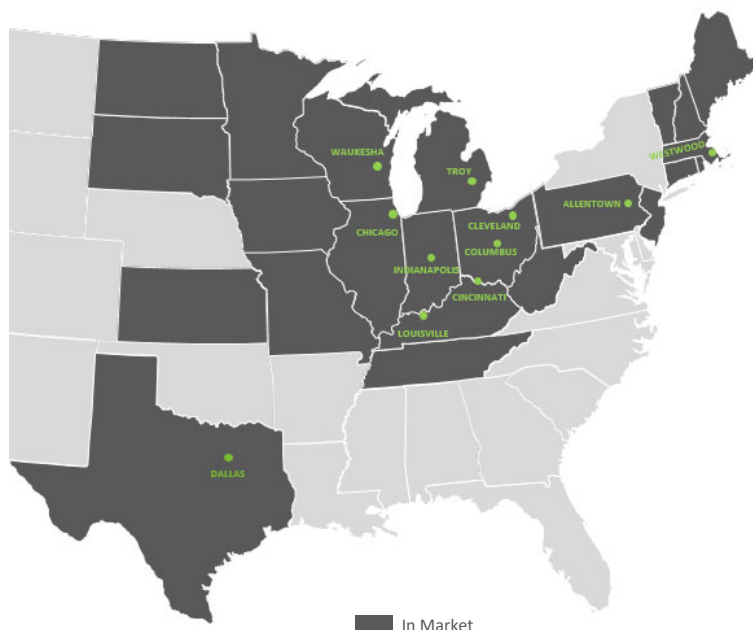 WAUKESHA
TROY
WESTWOOD
ALLENTOWN
CHICAGO
CLEVELAND
COLUMBUS
INDIANAPOLIS
CINCINNATI
LOUISVILLE
DALLAS
In Market